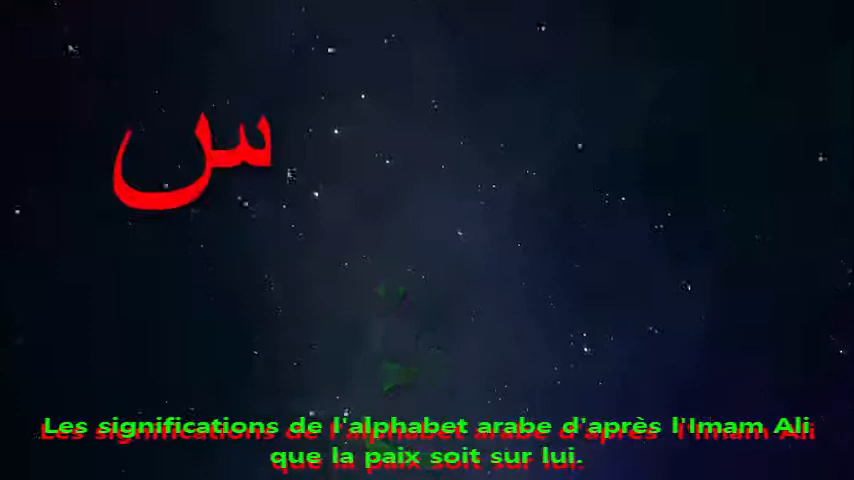 س
Les significations de l'alphabet arabe d'après l'Imam Ali
que la paix soit sur lui.